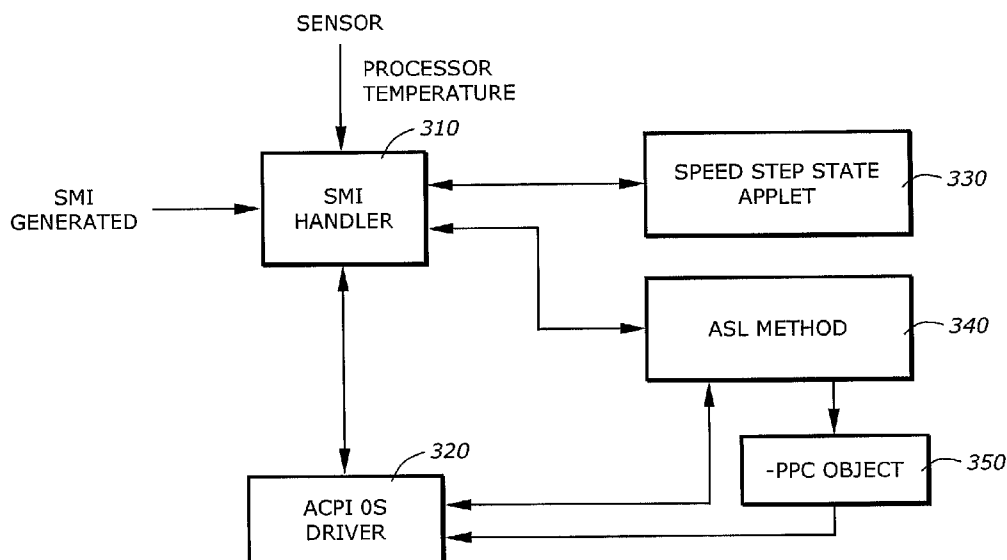 SENSOR
PROCESSOR
TEMPERATURE
310
SMI
GENERATED
SMI
HANDLER
SPEED STEP STATE
APPLET
330
ASL METHOD
340
320
ACPI 0S
DRIVER
-PPC OBJECT
350